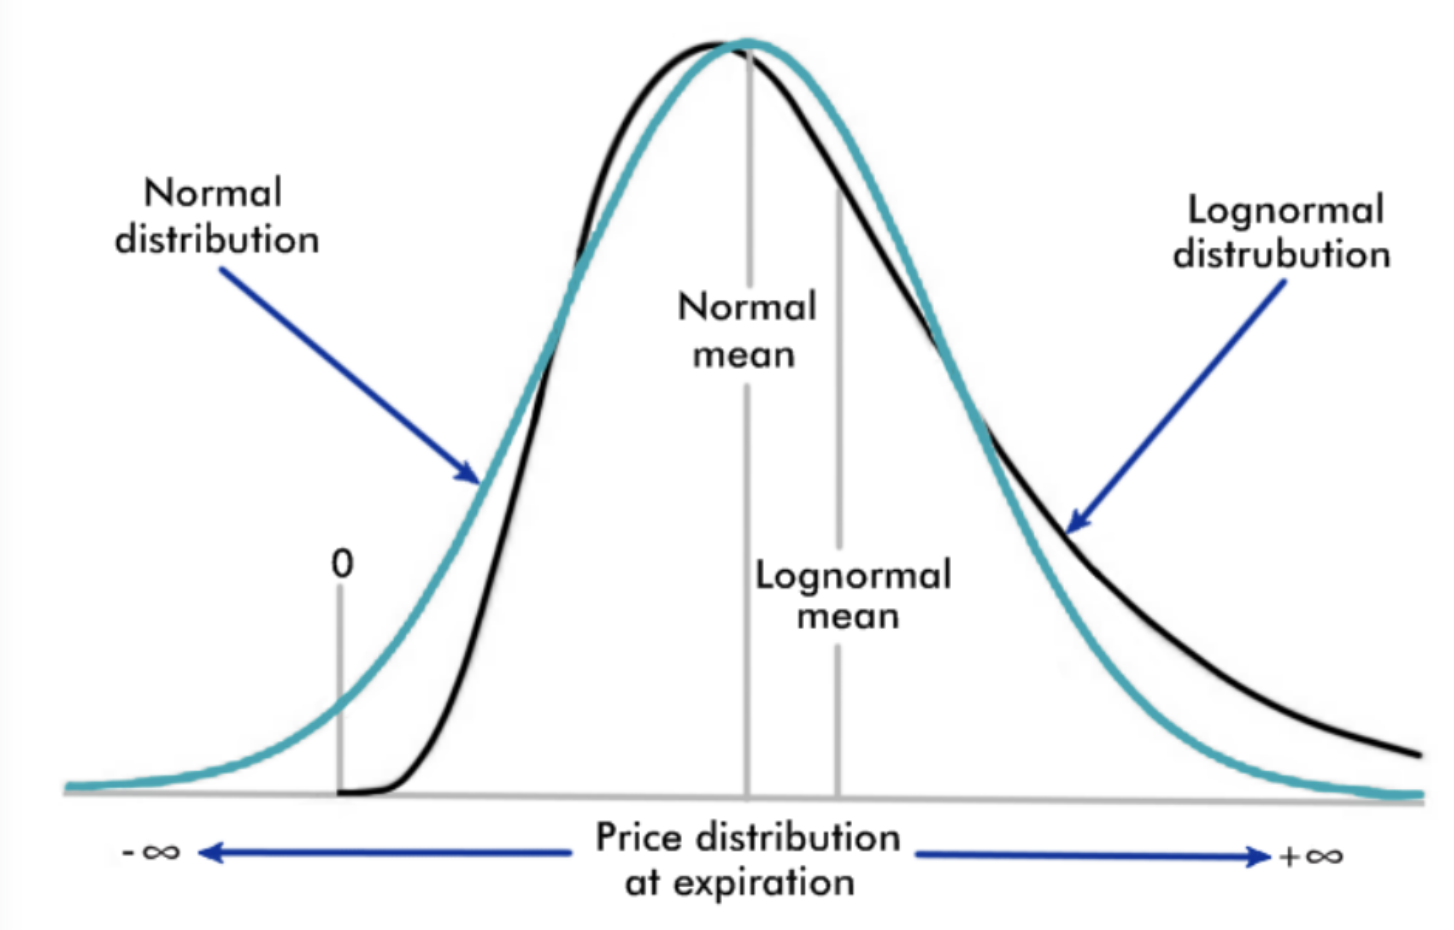 Normal
distribution
Lognormal
distrubution
Normal
mean
0
Lognormal
mean
- ∞
Price distribution
at expiration
+∞